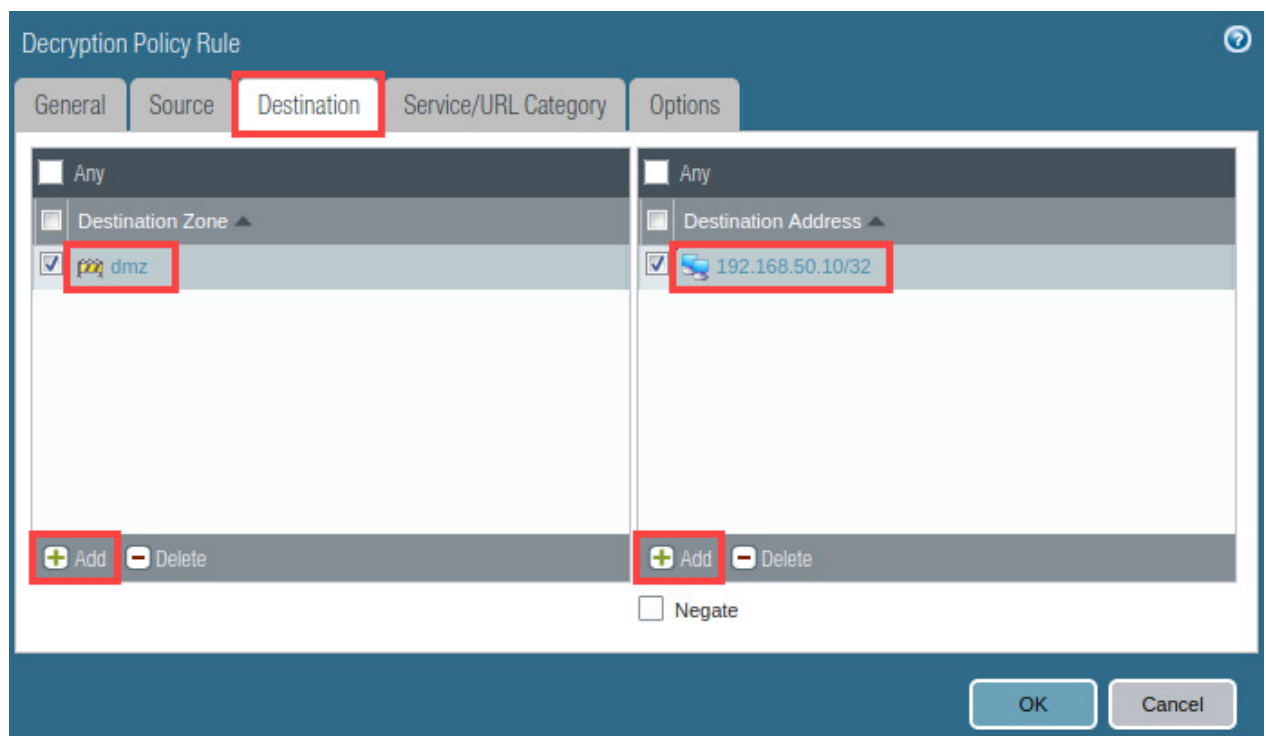 Decryption Policy Rule
General Source Destination Service/URL Category Options
Any
Destination Zone
dmz
Add Delete
Any
Destination Address
192.168.50.10/32
Add Delete
Negate
OK Cancel